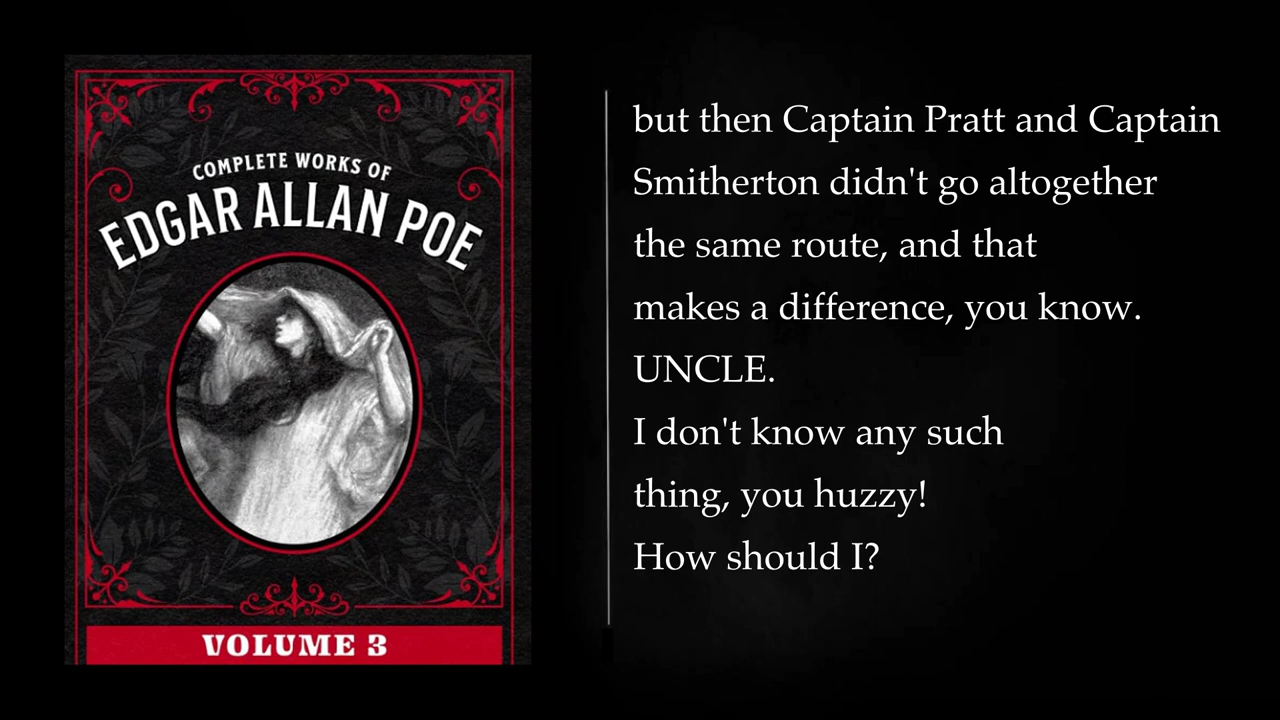 COMPLETE WORKS OF
EDGAR ALLAN POE
VOLUME 3
but then Captain Pratt and Captain
Smitherton didn't go altogether
the same route, and that
makes a difference, you know.
UNCLE.
I don't know any such
thing, you huzzy!
How should I?